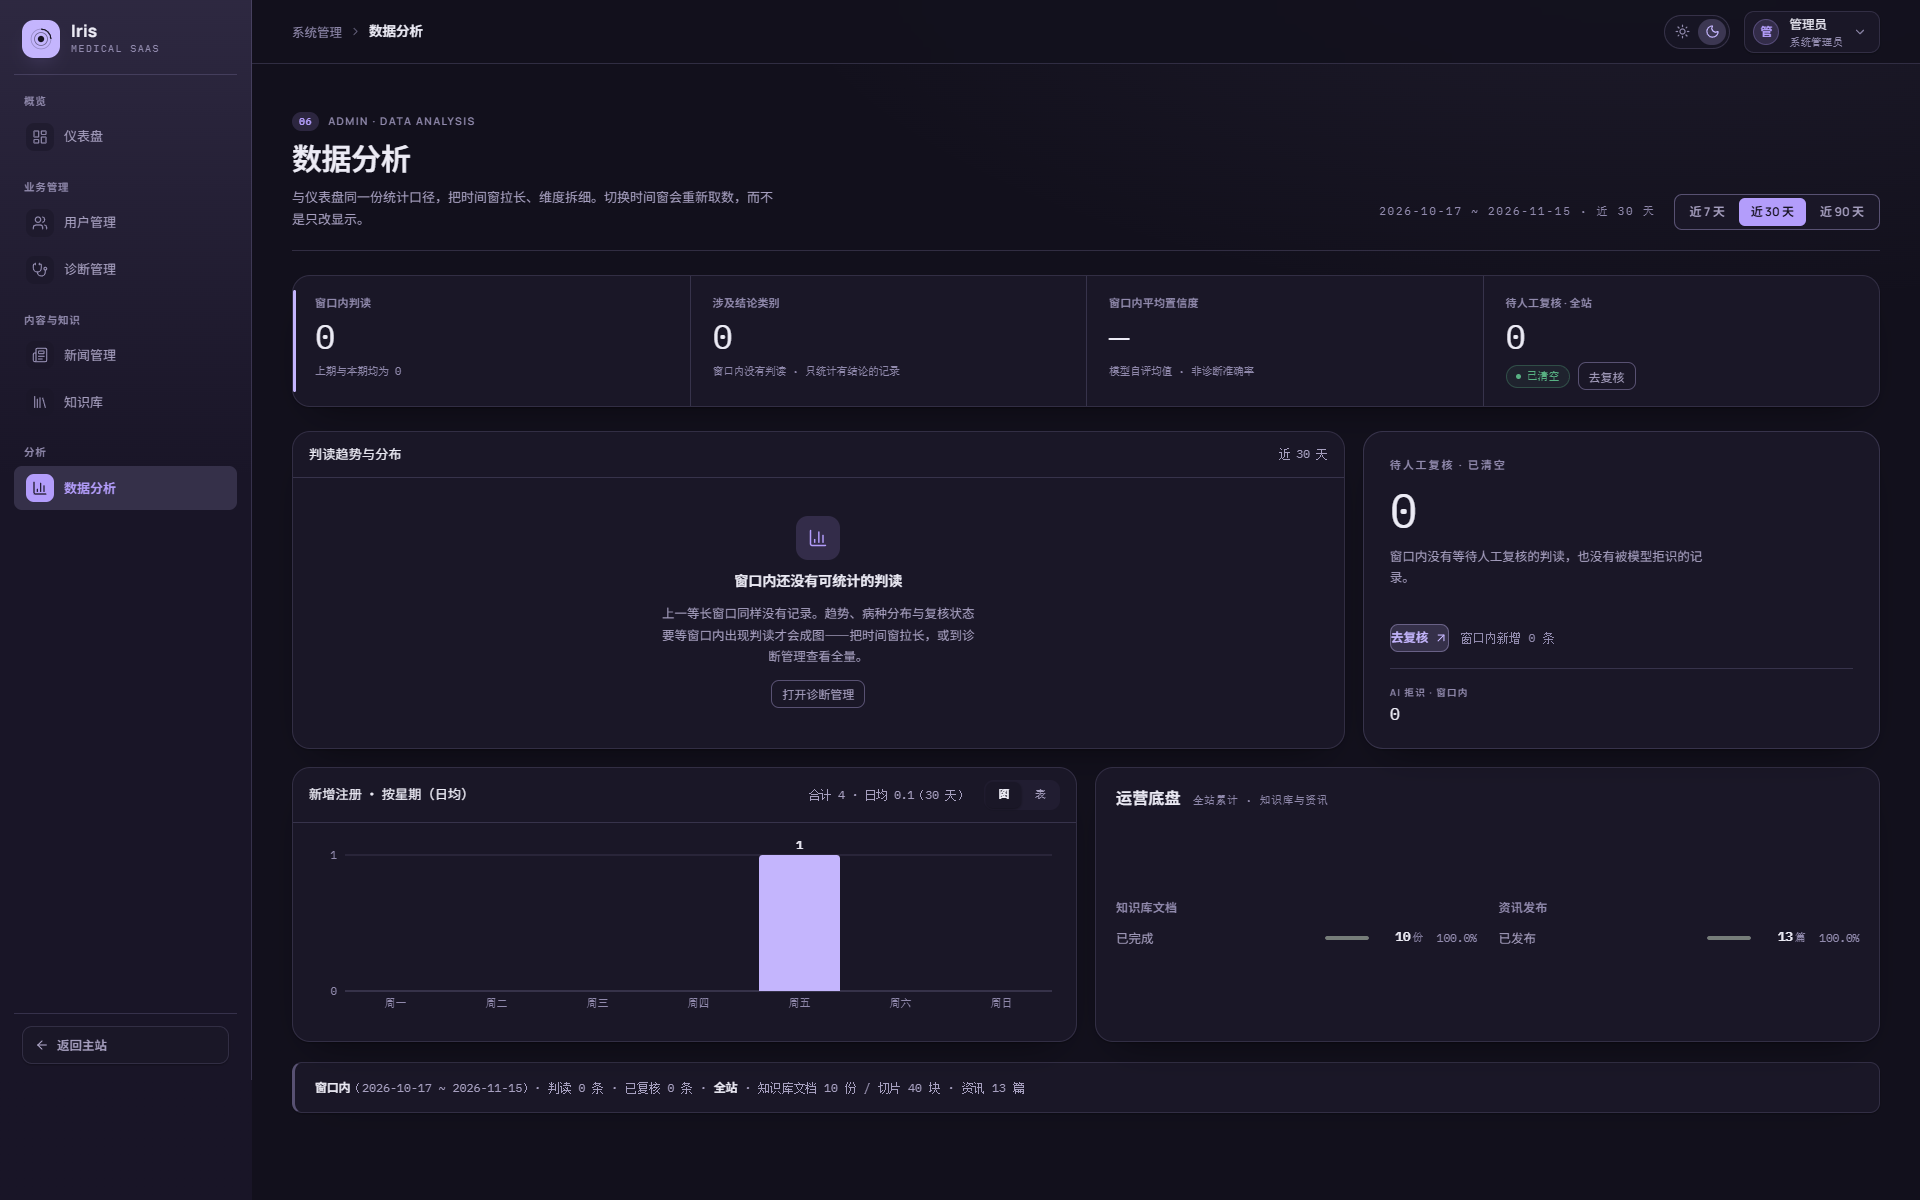 Iris
MEDICAL SAAS
概览
仪表盘
业务管理
用户管理
诊断管理
内容与知识
新闻管理
知识库
分析
数据分析
返回主站
系统管理 > 数据分析
管 管理员
系统管理员
06 ADMIN · DATA ANALYSIS
数据分析
与仪表盘同一份统计口径，把时间窗拉长、维度拆细。切换时间窗会重新取数，而不
是只改显示。
2026-10-17 ~ 2026-11-15 · 近 30 天
近 7 天 近 30 天 近 90 天
窗口内判读
0
上期与本期均为 0
涉及结论类别
0
窗口内没有判读 · 只统计有结论的记录
窗口内平均置信度
—
模型自评均值 · 非诊断准确率
待人工复核 · 全站
0
已清空 去复核
判读趋势与分布 近 30 天
窗口内还没有可统计的判读
上一等长窗口同样没有记录。趋势、病种分布与复核状态
要等窗口内出现判读才会成图——把时间窗拉长，或到诊
断管理查看全量。
打开诊断管理
待人工复核 · 已清空
0
窗口内没有等待人工复核的判读，也没有被模型拒识的记
录。
去复核 窗口内新增 0 条
AI 拒识 · 窗口内
0
新增注册 · 按星期（日均） 合计 4 · 日均 0.1（30 天） 图 表
1
1
0
周一 周二 周三 周四 周五 周六 周日
运营底盘 全站累计 · 知识库与资讯
知识库文档
已完成 10份 100.0%
资讯发布
已发布 13篇 100.0%
窗口内（2026-10-17 ~ 2026-11-15）· 判读 0 条 · 已复核 0 条 · 全站 · 知识库文档 10 份 / 切片 40 块 · 资讯 13 篇